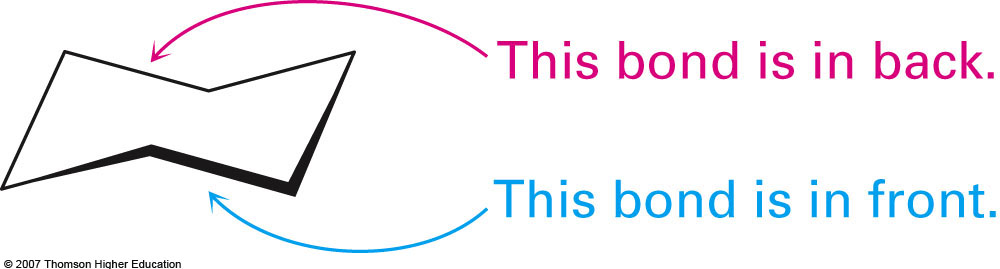 This bond is in back.
This bond is in front.
© 2007 Thomson Higher Education